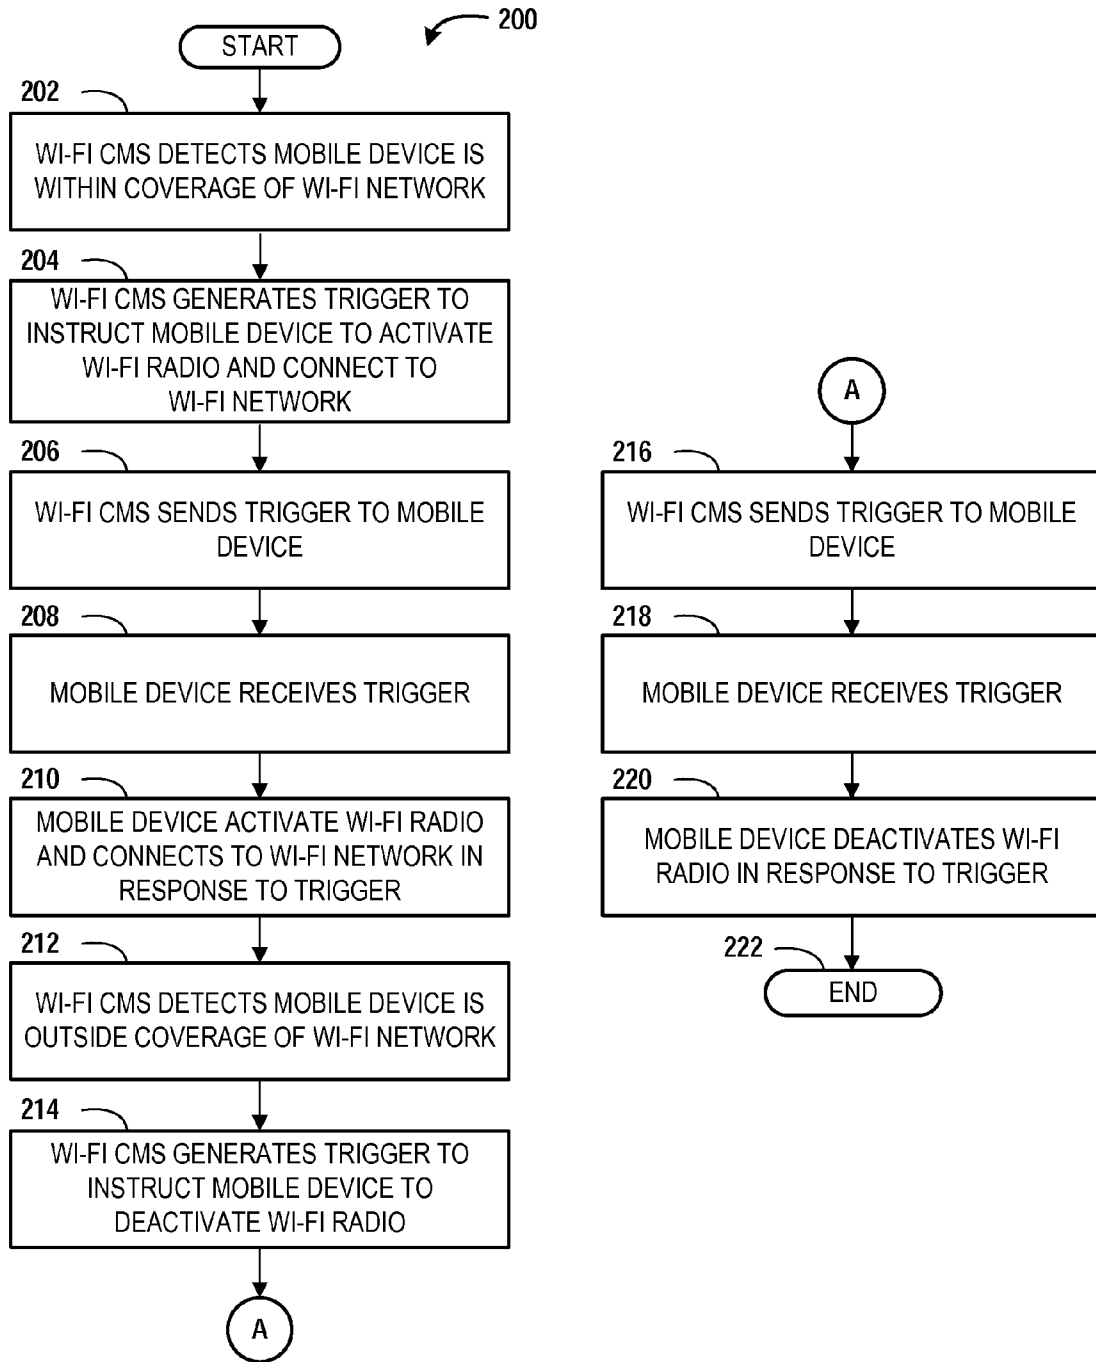 200
START
202
WI-FI CMS DETECTS MOBILE DEVICE IS
WITHIN COVERAGE OF WI-FI NETWORK
204
WI-FI CMS GENERATES TRIGGER TO
INSTRUCT MOBILE DEVICE TO ACTIVATE
WI-FI RADIO AND CONNECT TO
WI-FI NETWORK
206
WI-FI CMS SENDS TRIGGER TO MOBILE
DEVICE
208
MOBILE DEVICE RECEIVES TRIGGER
210
MOBILE DEVICE ACTIVATE WI-FI RADIO
AND CONNECTS TO WI-FI NETWORK IN
RESPONSE TO TRIGGER
212
WI-FI CMS DETECTS MOBILE DEVICE IS
OUTSIDE COVERAGE OF WI-FI NETWORK
214
WI-FI CMS GENERATES TRIGGER TO
INSTRUCT MOBILE DEVICE TO
DEACTIVATE WI-FI RADIO
A
A
216
WI-FI CMS SENDS TRIGGER TO MOBILE
DEVICE
218
MOBILE DEVICE RECEIVES TRIGGER
220
MOBILE DEVICE DEACTIVATES WI-FI
RADIO IN RESPONSE TO TRIGGER
222
END